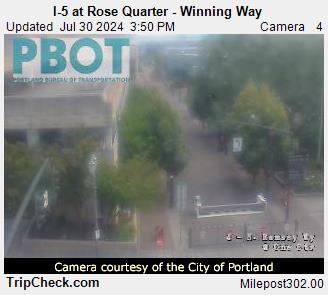 I-5 at Rose Quarter - Winning Way
Updated Jul 30 2024 3:50 PM Camera 4
PBOT
PORTLAND BUREAU OF TRANSPORTATION
Camera courtesy of the City of Portland
TripCheck.com Milepost302.00